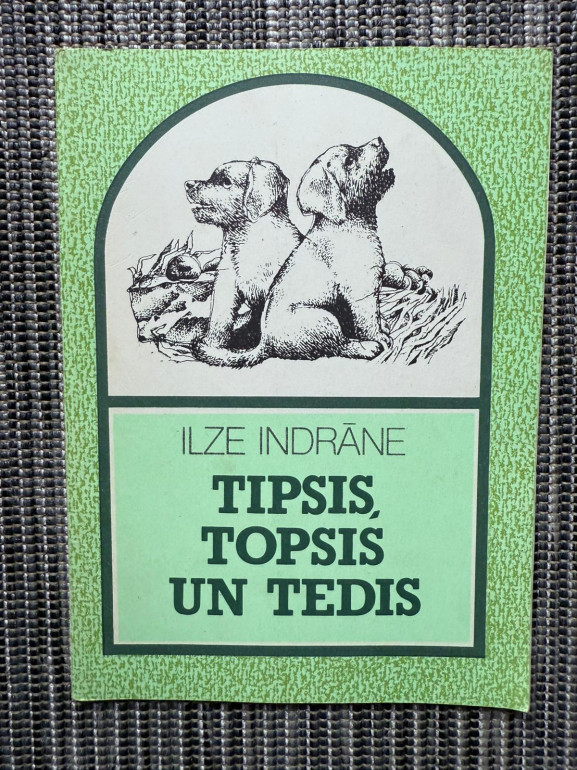 ILZE INDRĀNE
TIPSIS,
TOPSIS
UN TEDIS